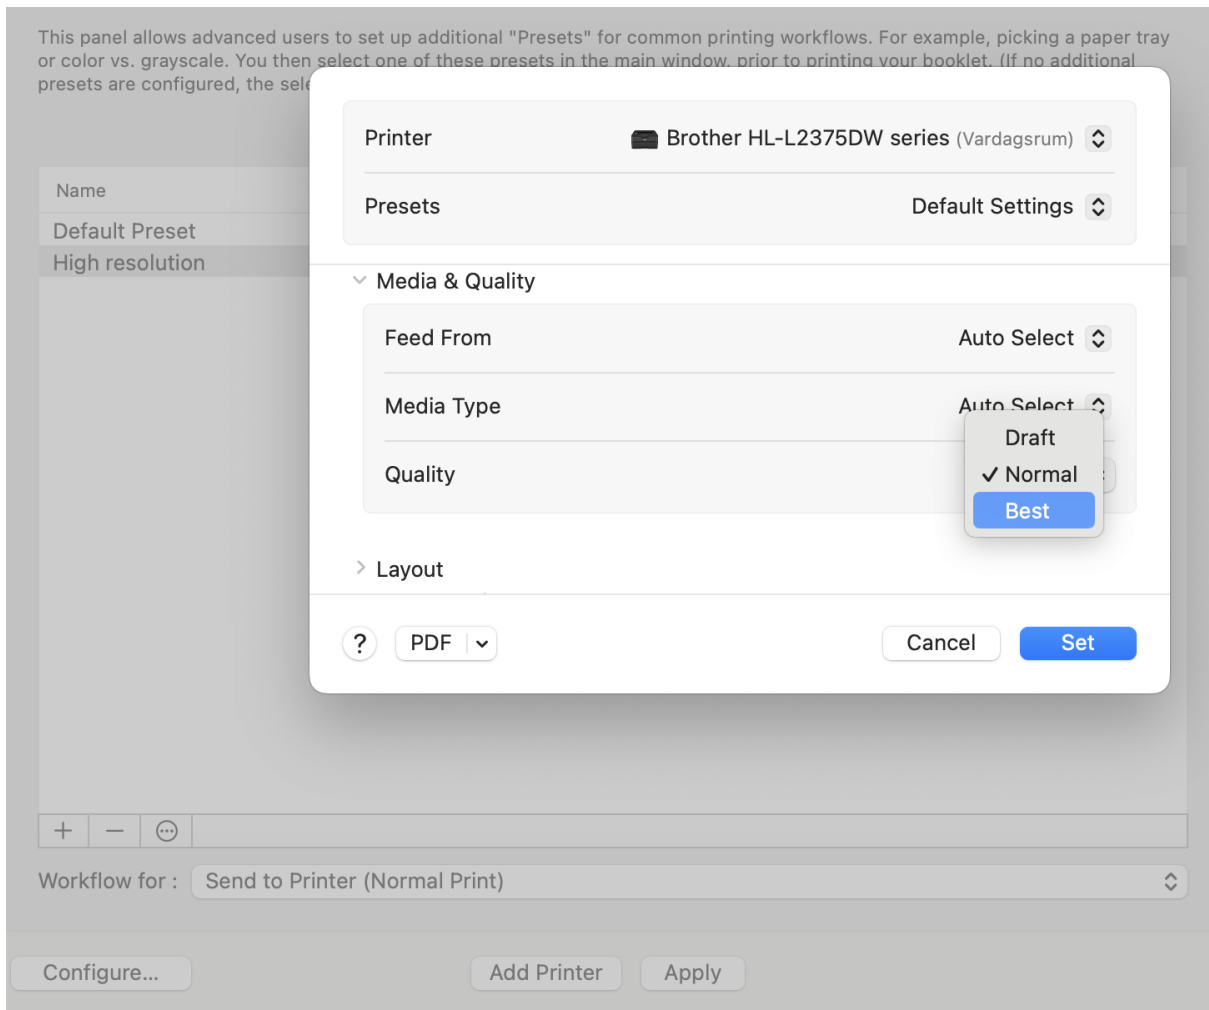 This panel allows advanced users to set up additional "Presets" for common printing workflows. For example, picking a paper tray
or color vs. grayscale. You then select one of these presets in the main window, prior to printing your booklet. (If no additional
presets are configured, the
Printer Brother HL-L2375DW series (Vardagsrum)
Presets Default Settings
Name
Default Preset
High resolution
Media & Quality
Feed From Auto Select
Media Type Auto Select
Quality
Draft
✓ Normal
Best
Layout
? PDF Cancel Set
Workflow for : Send to Printer (Normal Print)
Configure... Add Printer Apply